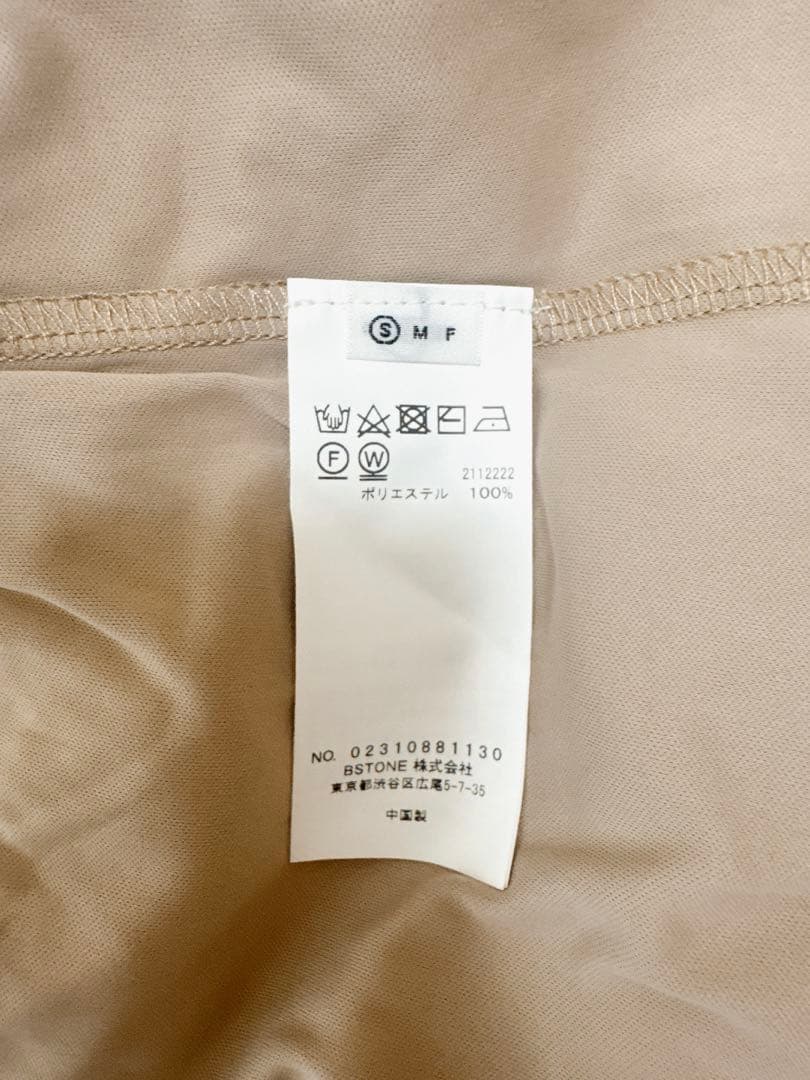 S M F
F W
2112222
ポリエステル 100%
NO. 02310881130
BSTONE 株式会社
東京都渋谷区広尾5-7-35
中国製